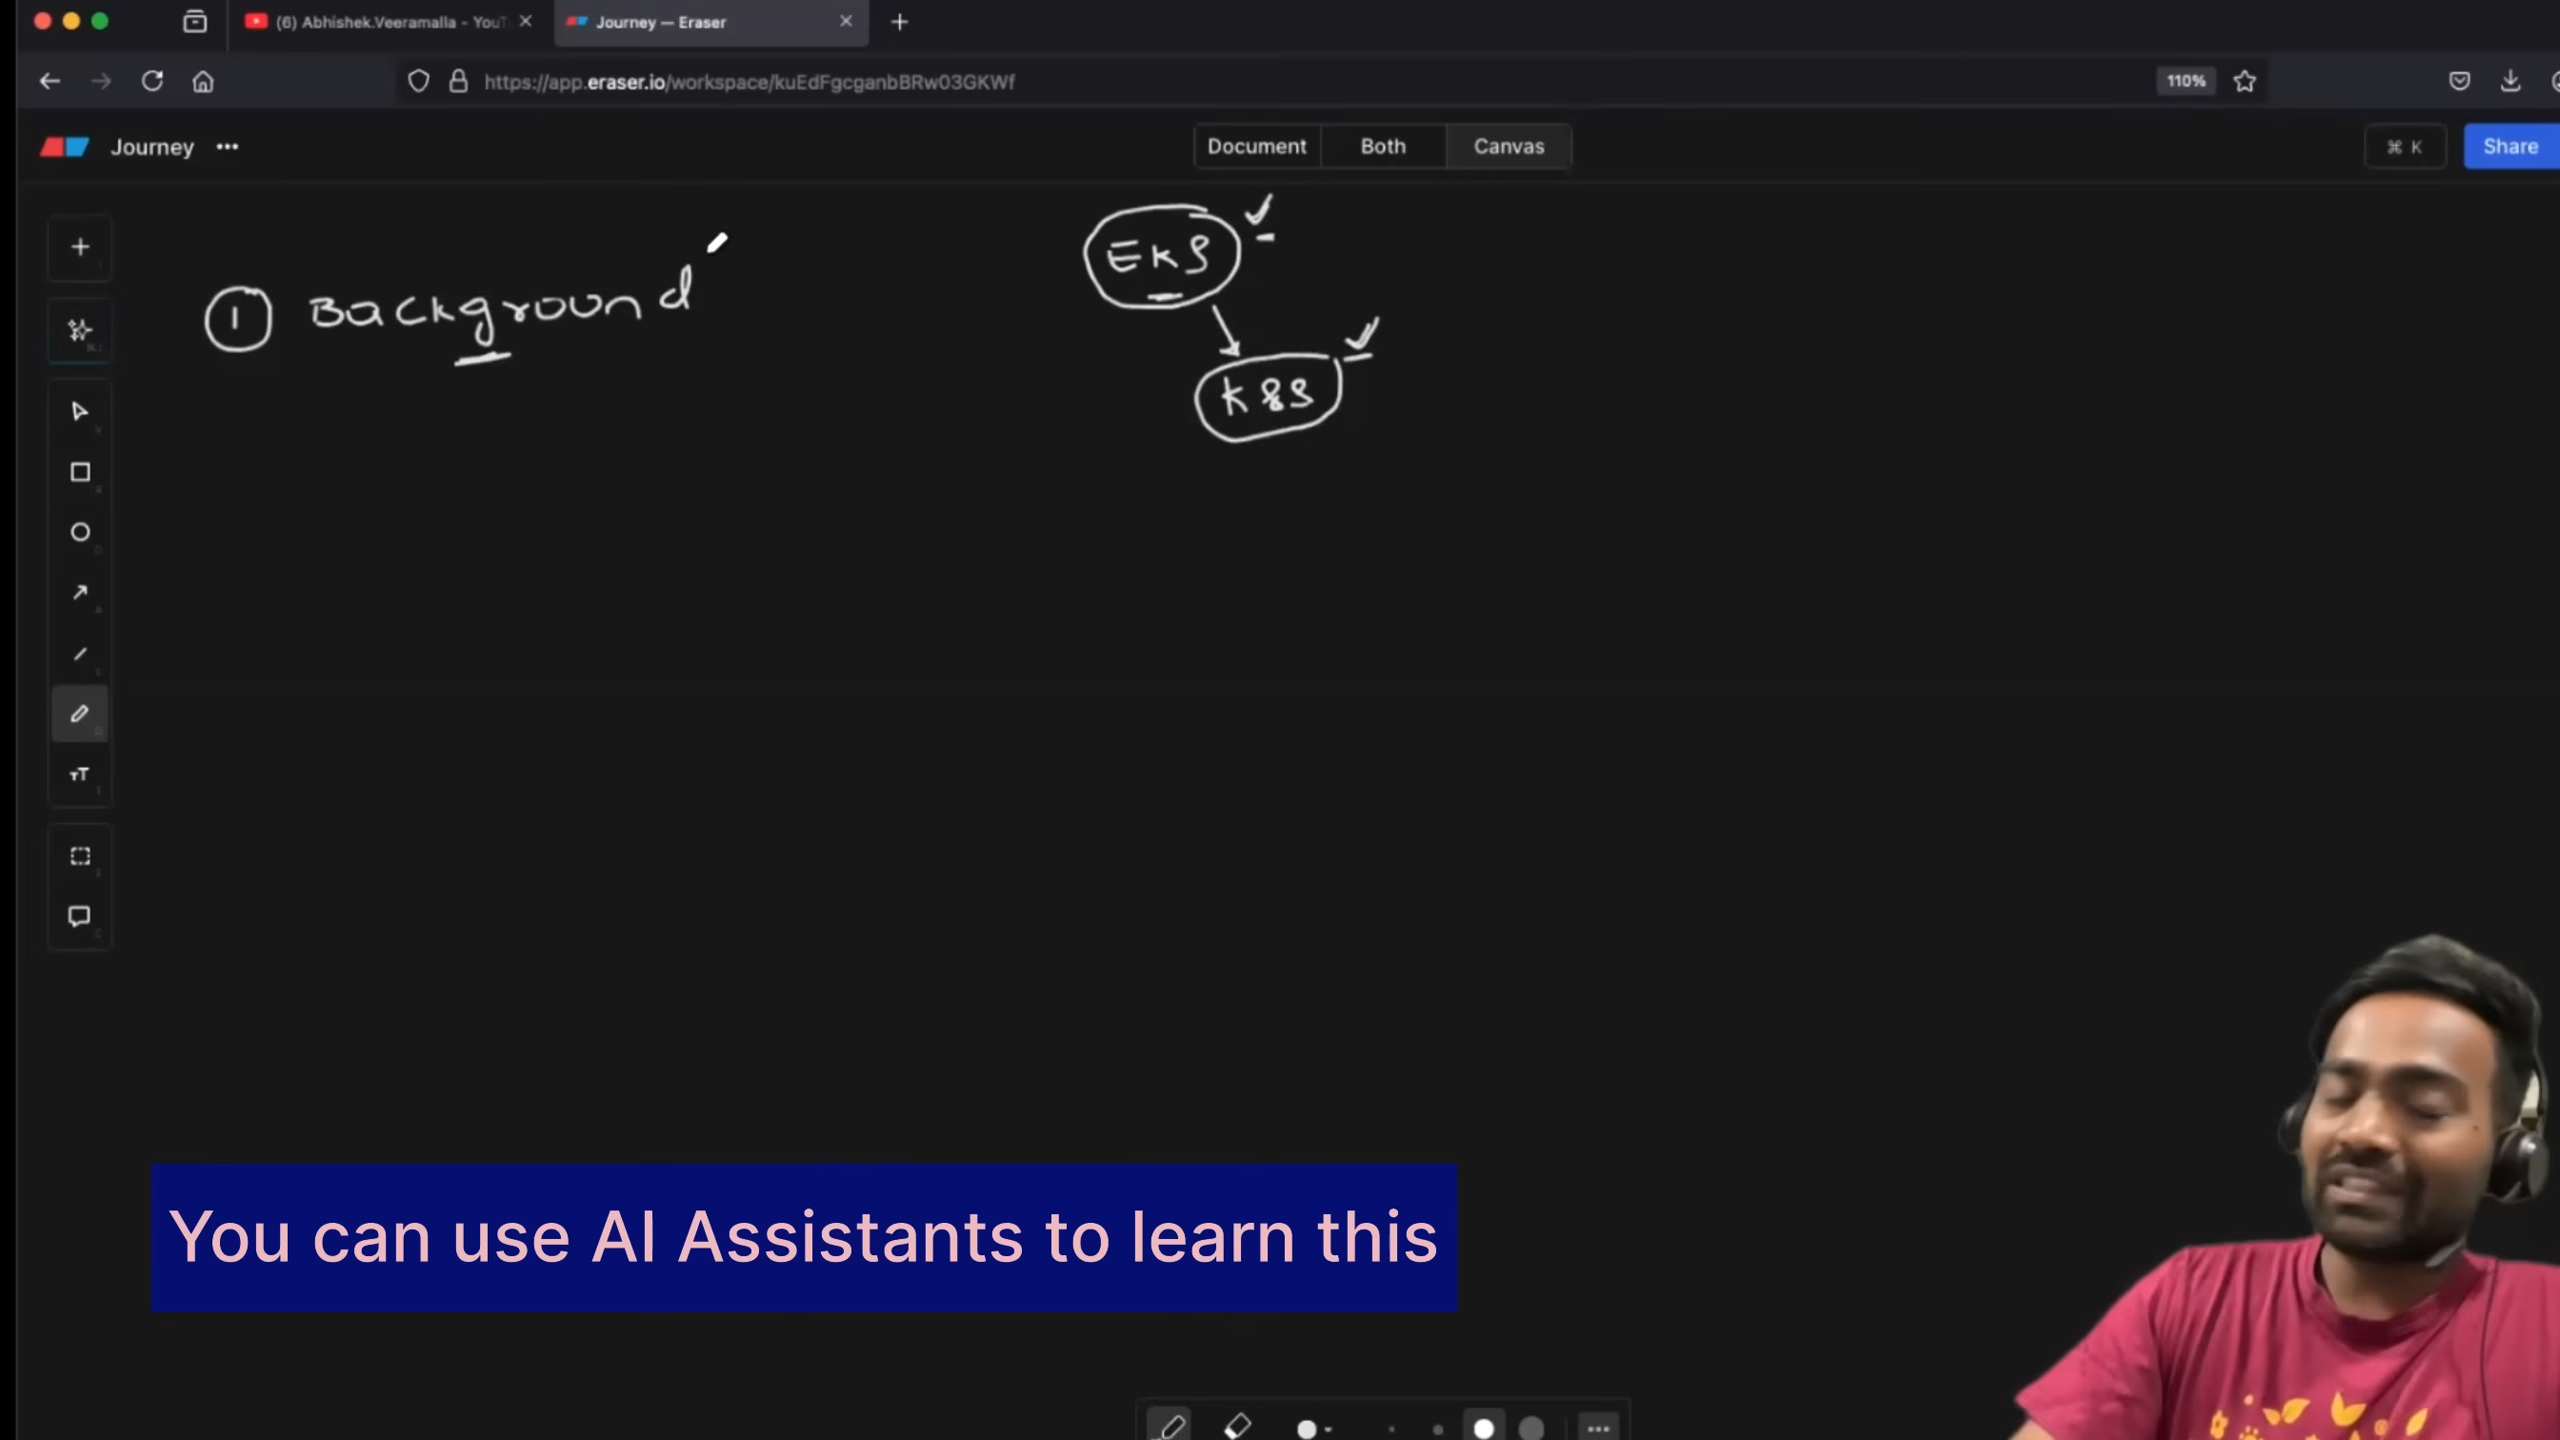 (6) Abhishek.Veeramalla - YouT
Journey — Eraser
https://app.eraser.io/workspace/kuEdFgcganbBRw03GKWf
110%
Journey
Document
Both
Canvas
⌘ K
Share
1 Background
EKS
K8S
TT
You can use AI Assistants to learn this